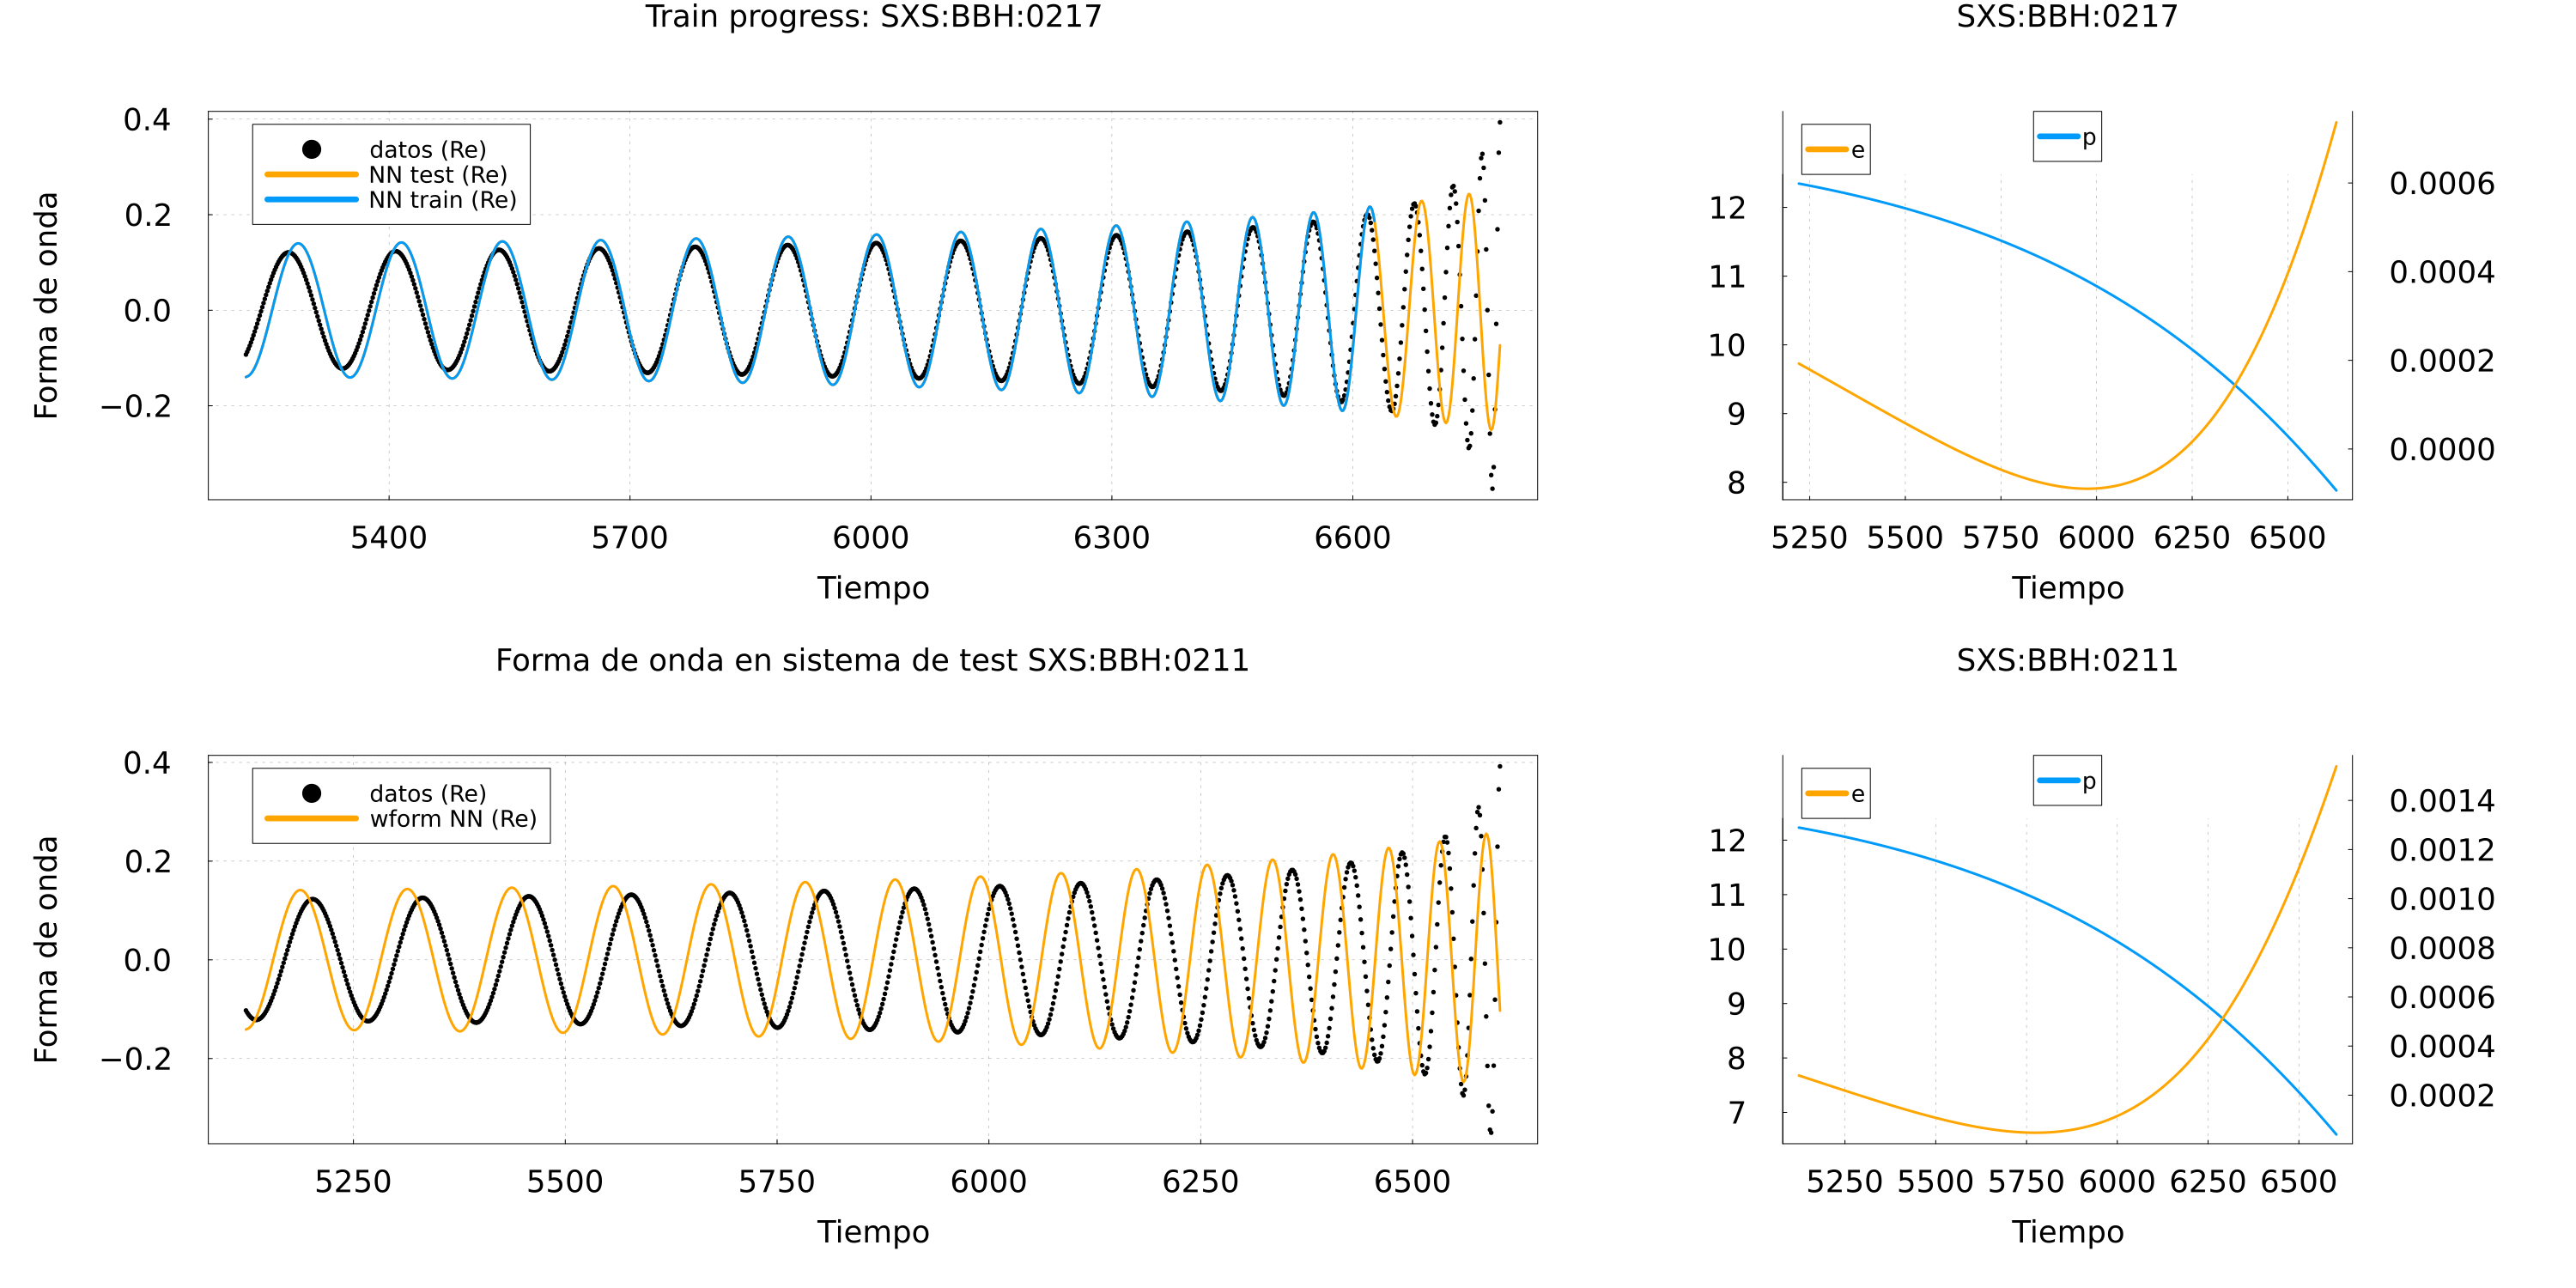 Train progress: SXS:BBH:0217
SXS:BBH:0217
Forma de onda
0.4
0.2
0.0
−0.2
datos (Re)
NN test (Re)
NN train (Re)
5400 5700 6000 6300 6600
Tiempo
e
p
12
11
10
9
8
0.0006
0.0004
0.0002
0.0000
5250 5500 5750 6000 6250 6500
Tiempo
Forma de onda en sistema de test SXS:BBH:0211
SXS:BBH:0211
Forma de onda
0.4
0.2
0.0
−0.2
datos (Re)
wform NN (Re)
5250 5500 5750 6000 6250 6500
Tiempo
e
p
12
11
10
9
8
7
0.0014
0.0012
0.0010
0.0008
0.0006
0.0004
0.0002
5250 5500 5750 6000 6250 6500
Tiempo